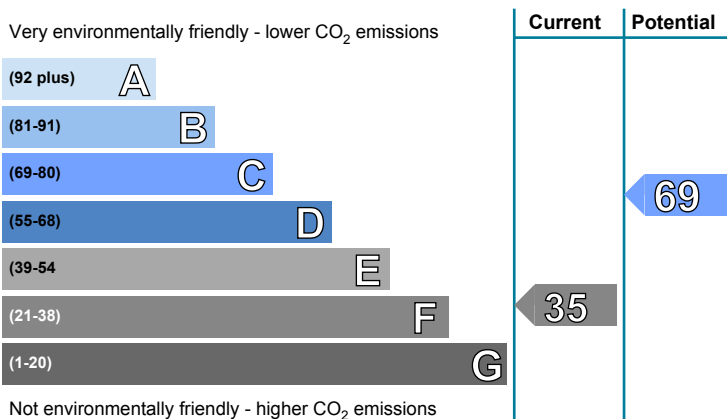 Very environmentally friendly - lower CO2 emissions
Current
Potential
(92 plus) A
(81-91) B
(69-80) C
69
(55-68) D
(39-54 E
(21-38) F
35
(1-20) G
Not environmentally friendly - higher CO2 emissions